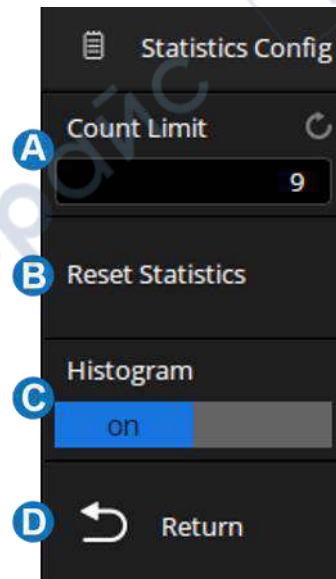 Statistics Config
A
Count Limit
9
B
Reset Statistics
Histogram
C
on
D
Return